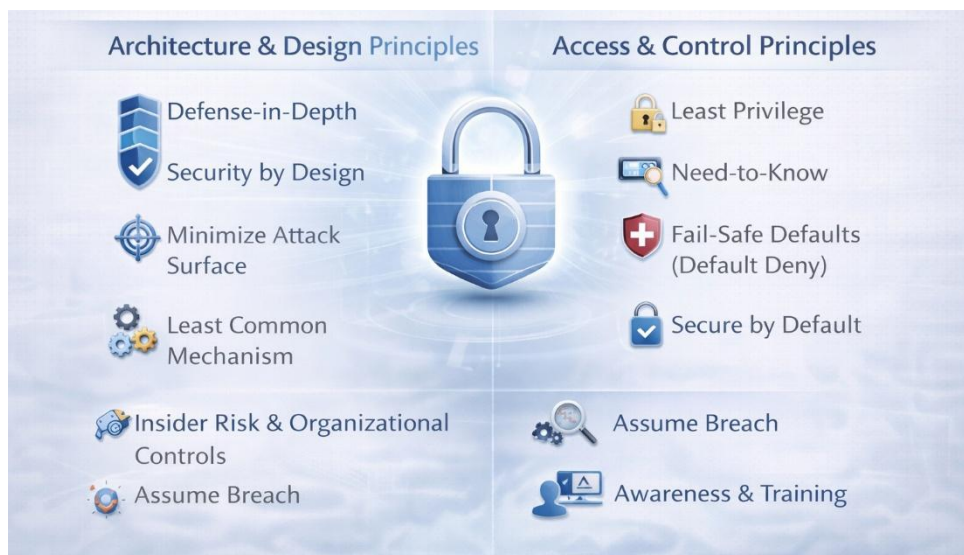 Architecture & Design Principles
Defense-in-Depth
Security by Design
Minimize Attack
Surface
Least Common
Mechanism
Insider Risk & Organizational
Controls
Assume Breach
Access & Control Principles
Least Privilege
Need-to-Know
Fail-Safe Defaults
(Default Deny)
Secure by Default
Assume Breach
Awareness & Training